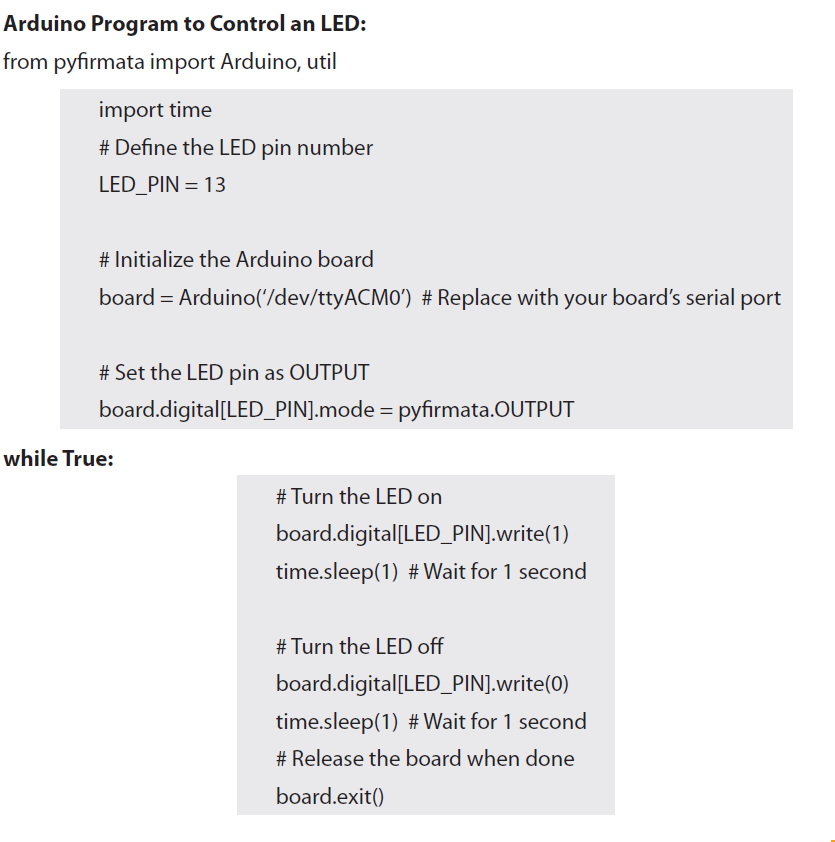 Arduino Program to Control an LED:
from pyfirmata import Arduino, util
import time
# Define the LED pin number
LED_PIN = 13
# Initialize the Arduino board
board = Arduino(‘/dev/ttyACM0’) # Replace with your board’s serial port
# Set the LED pin as OUTPUT
board.digital[LED_PIN].mode = pyfirmata.OUTPUT
while True:
# Turn the LED on
board.digital[LED_PIN].write(1)
time.sleep(1) # Wait for 1 second
# Turn the LED off
board.digital[LED_PIN].write(0)
time.sleep(1) # Wait for 1 second
# Release the board when done
board.exit()